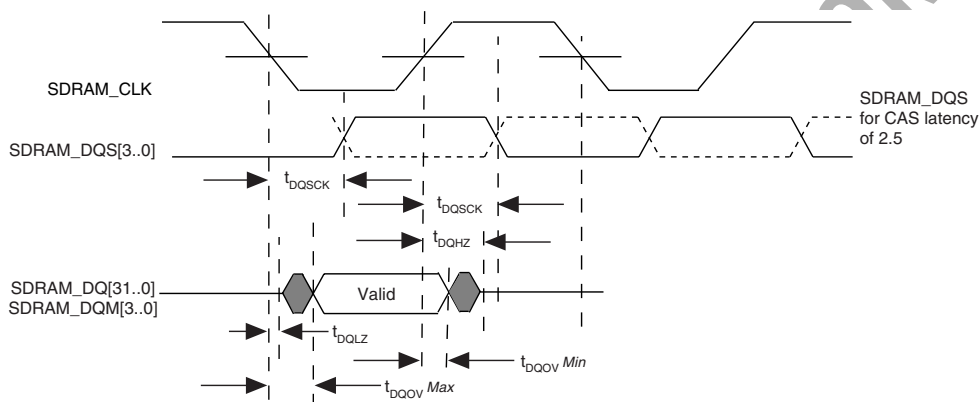 SDRAM_CLK
SDRAM_DQS
for CAS latency
of 2.5
SDRAM_DQS[3..0]
tDQSCK
tDQSCK
tDQHZ
SDRAM_DQ[31..0]
SDRAM_DQM[3..0]
Valid
tDQLZ
tDQOV Min
tDQOV Max